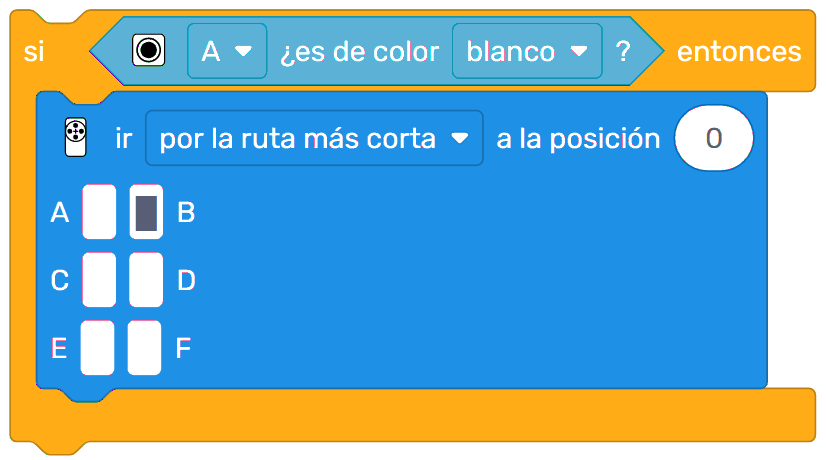 si A ¿es de color blanco ? entonces
ir por la ruta más corta a la posición 0
A B
C D
E F